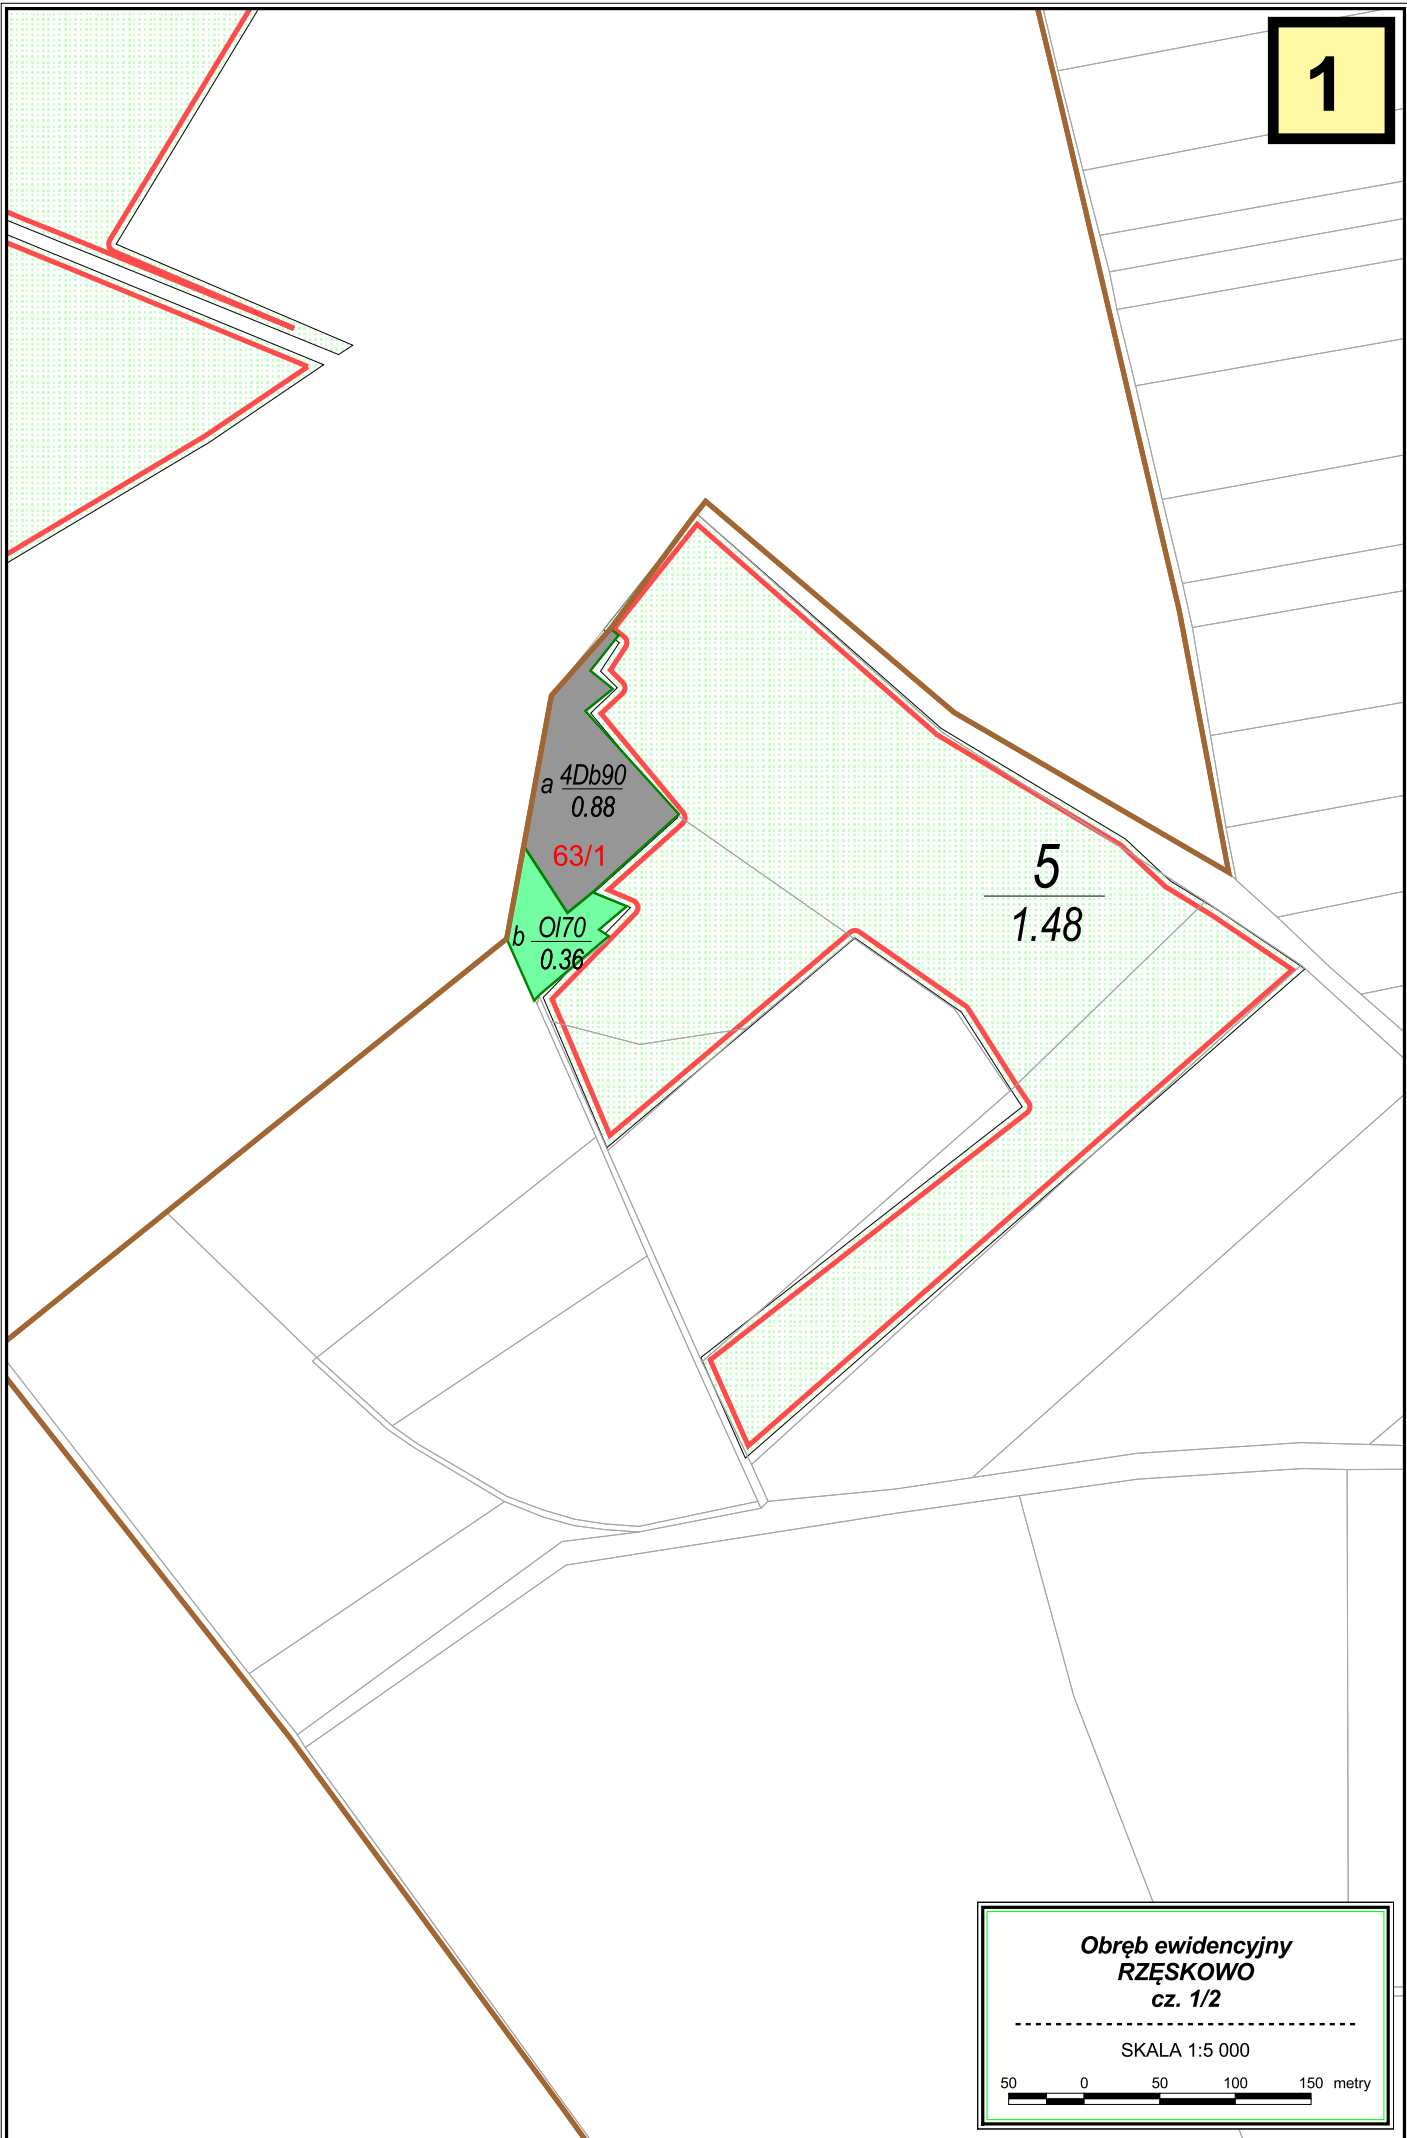 1
a 4Db90
0.88
63/1
5
1.48
b Ol70
0.36
Obręb ewidencyjny
RZĘSKOWO
cz. 1/2
SKALA 1:5 000
50 0 50 100 150 metry